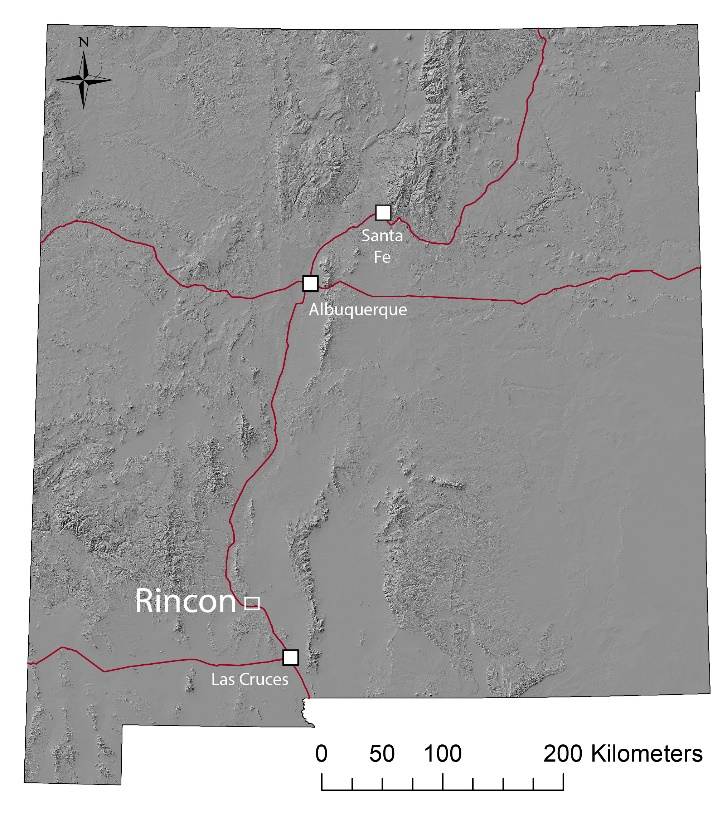 N
Santa
Fe
Albuquerque
Rincon
Las Cruces
0 50 100 200 Kilometers